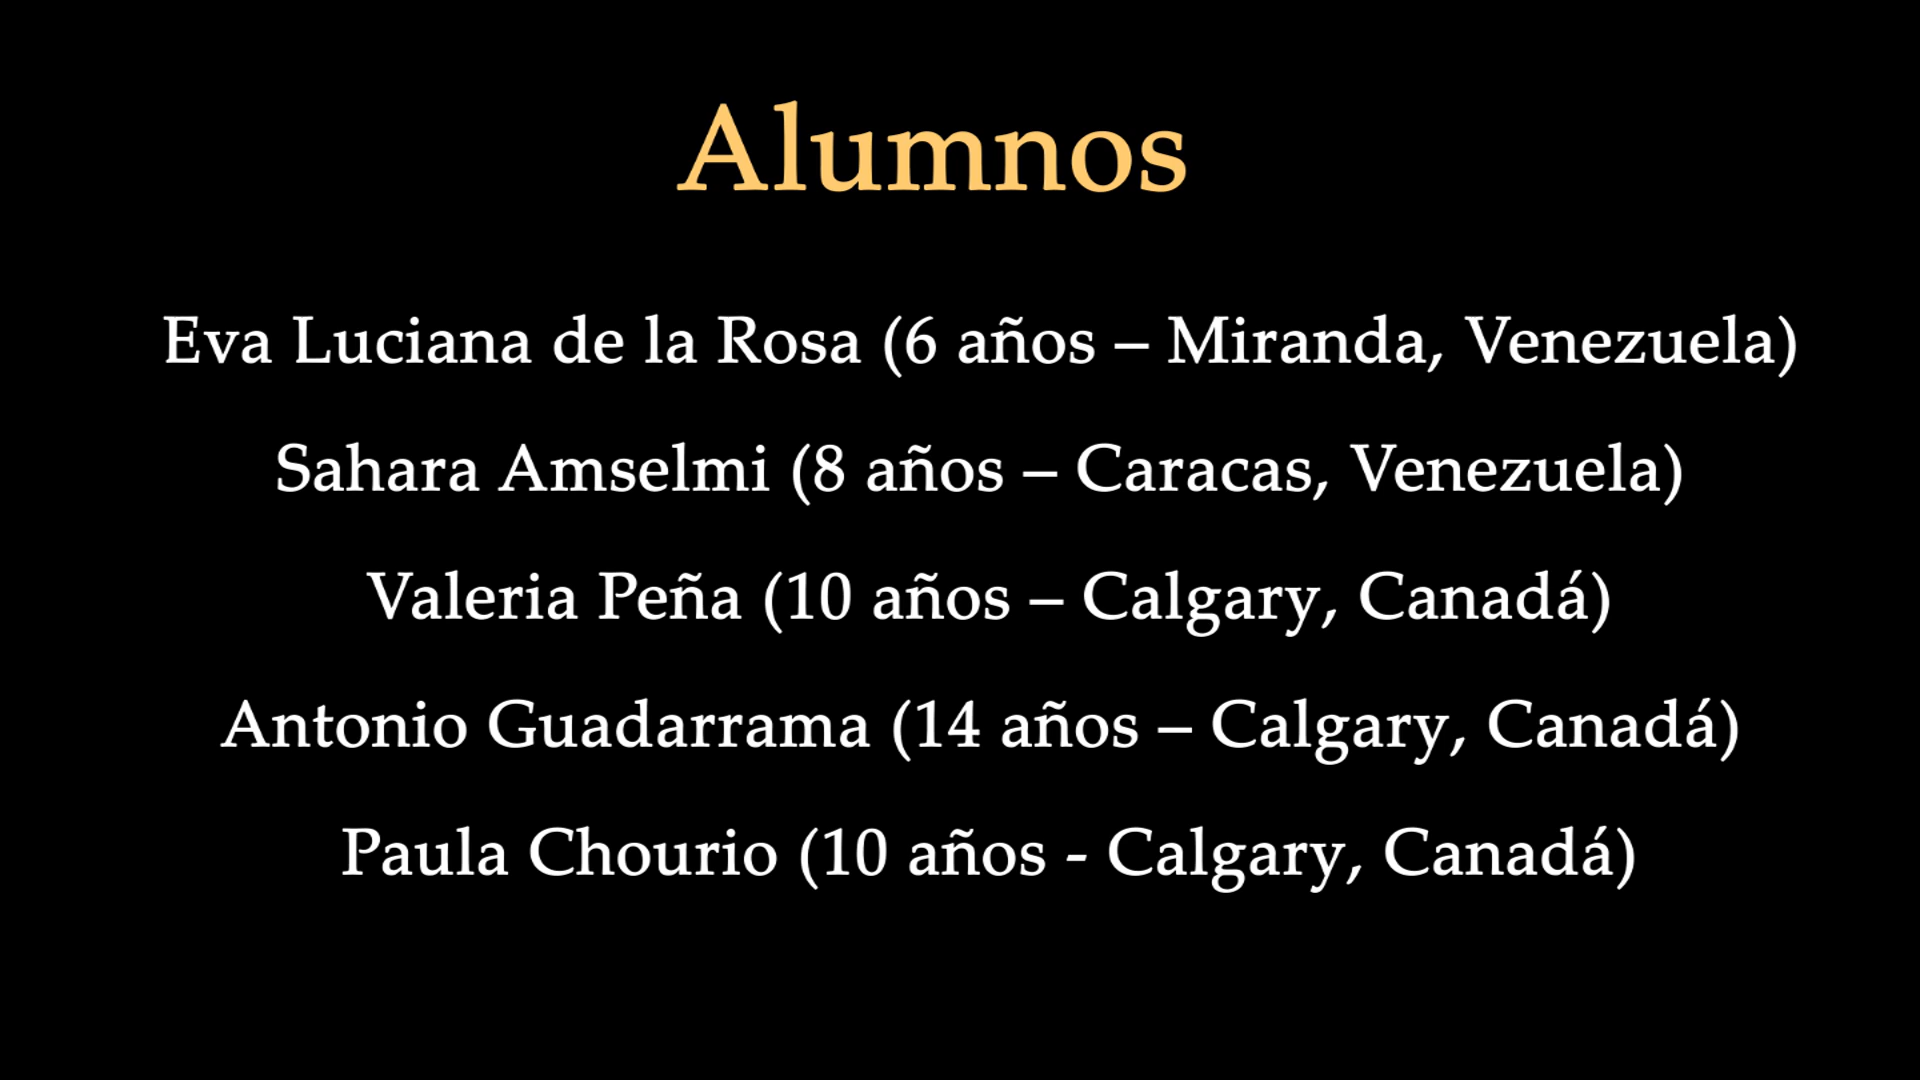 Alumnos
Eva Luciana de la Rosa (6 años – Miranda, Venezuela)
Sahara Amselmi (8 años – Caracas, Venezuela)
Valeria Peña (10 años – Calgary, Canadá)
Antonio Guadarrama (14 años – Calgary, Canadá)
Paula Chourio (10 años - Calgary, Canadá)